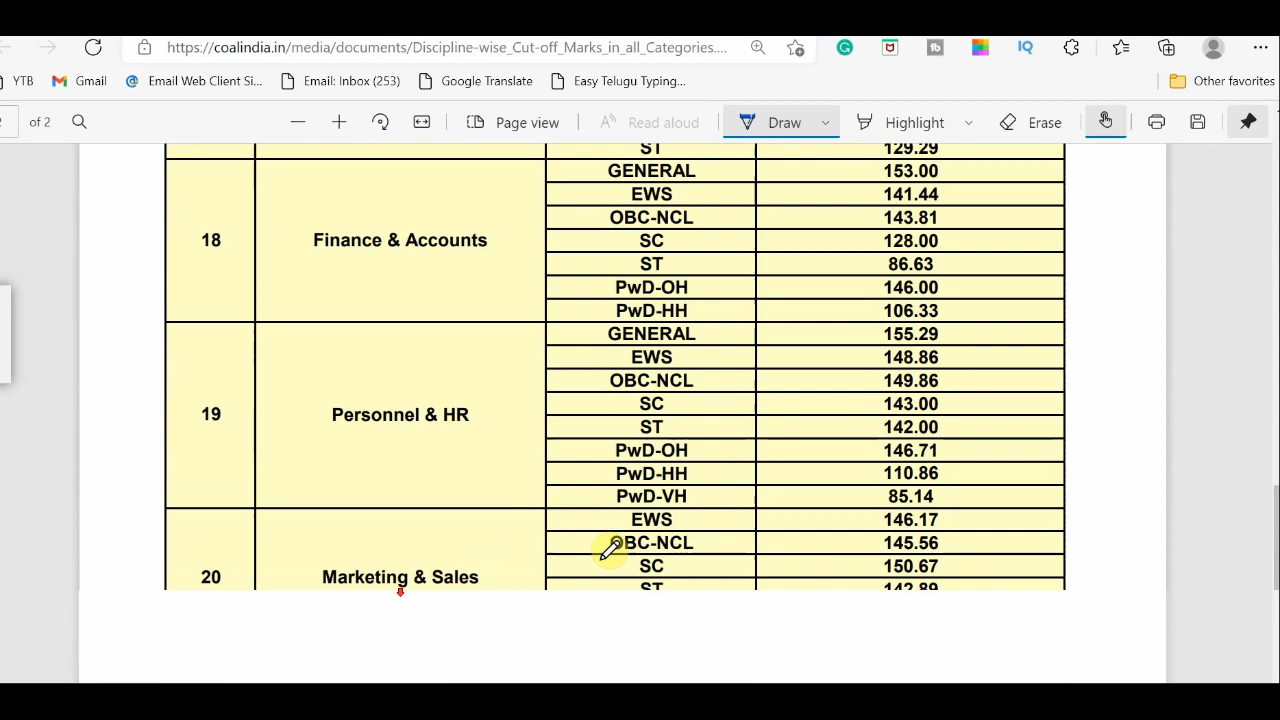 https://coalindia.in/media/documents/Discipline-wise_Cut-off_Marks_in_all_Categories....
YTB Gmail Email Web Client Si... Email: Inbox (253) Google Translate Easy Telugu Typing... Other favorites
of 2 Page view Read aloud Draw Highlight Erase
ST 129.29
GENERAL 153.00
EWS 141.44
OBC-NCL 143.81
18 Finance & Accounts SC 128.00
ST 86.63
PwD-OH 146.00
PwD-HH 106.33
GENERAL 155.29
EWS 148.86
OBC-NCL 149.86
19 Personnel & HR SC 143.00
ST 142.00
PwD-OH 146.71
PwD-HH 110.86
PwD-VH 85.14
EWS 146.17
OBC-NCL 145.56
20 Marketing & Sales SC 150.67
ST 142.89